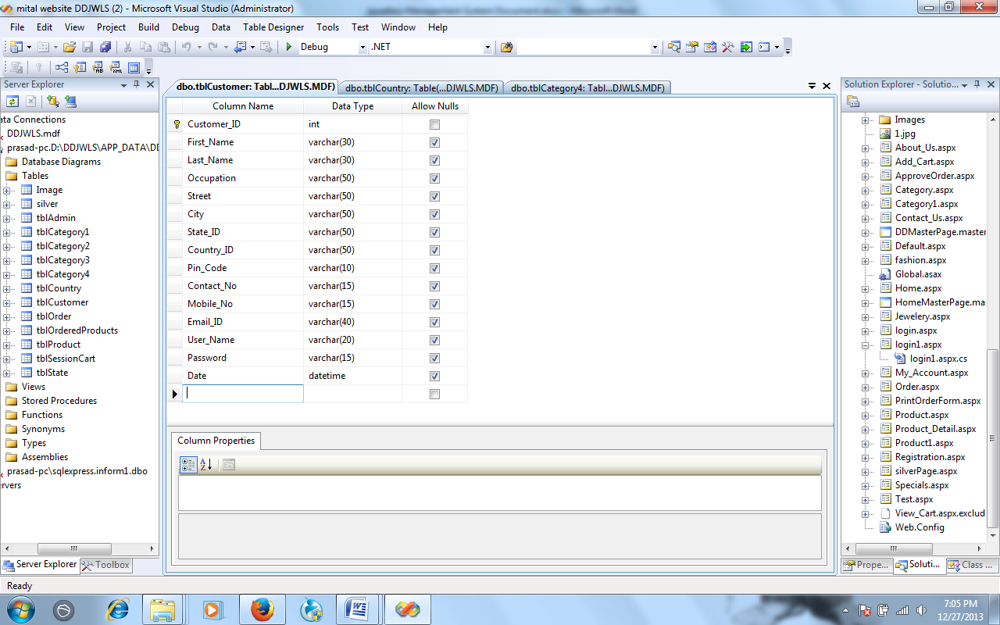 mital website DDJWLS (2) - Microsoft Visual Studio (Administrator)
File Edit View Project Build Debug Data Table Designer Tools Test Window Help
Debug .NET
Server Explorer
ata Connections
DDJWLS.mdf
prasad-pc.D:\DDJWLS\APP_DATA\DD
Database Diagrams
Tables
Image
silver
tblAdmin
tblCategory1
tblCategory2
tblCategory3
tblCategory4
tblCountry
tblCustomer
tblOrder
tblOrderedProducts
tblProduct
tblSessionCart
tblState
Views
Stored Procedures
Functions
Synonyms
Types
Assemblies
prasad-pc\sqlexpress.inform1.dbo
ervers
Server Explorer Toolbox
dbo.tblCustomer: Tabl...DJWLS.MDF) dbo.tblCountry: Table(...DJWLS.MDF) dbo.tblCategory4: Tabl...DJWLS.MDF)
Column Name Data Type Allow Nulls
Customer_ID int
First_Name varchar(30)
Last_Name varchar(30)
Occupation varchar(50)
Street varchar(50)
City varchar(50)
State_ID varchar(50)
Country_ID varchar(50)
Pin_Code varchar(10)
Contact_No varchar(15)
Mobile_No varchar(15)
Email_ID varchar(40)
User_Name varchar(20)
Password varchar(15)
Date datetime
Column Properties
Solution Explorer - Solutio...
Images
1.jpg
About_Us.aspx
Add_Cart.aspx
ApproveOrder.aspx
Category.aspx
Category1.aspx
Contact_Us.aspx
DDMasterPage.master
Default.aspx
fashion.aspx
Global.asax
Home.aspx
HomeMasterPage.ma
Jewelery.aspx
login.aspx
login1.aspx
login1.aspx.cs
My_Account.aspx
Order.aspx
PrintOrderForm.aspx
Product.aspx
Product_Detail.aspx
Product1.aspx
Registration.aspx
silverPage.aspx
Specials.aspx
Test.aspx
View_Cart.aspx.exclud
Web.Config
Prope... Soluti... Class ...
Ready
7:05 PM
12/27/2013